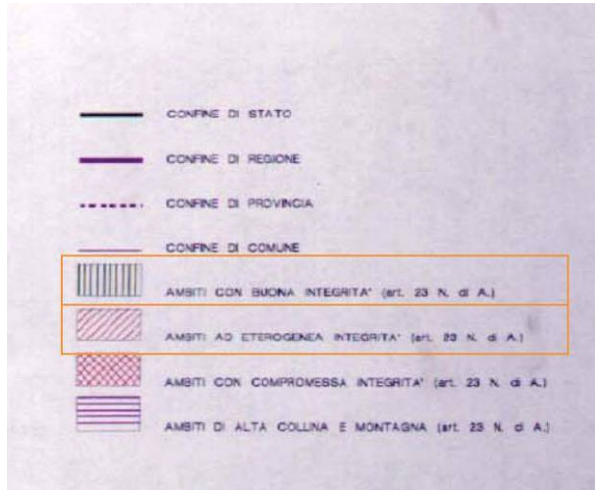 CONFINE DI STATO
CONFINE DI REGIONE
CONFINE DI PROVINCIA
CONFINE DI COMUNE
AMBITI CON BUONA INTEGRITA' (art. 23 N. di A.)
AMBITI AD ETEROGENEA INTEGRITA' (art. 23 N. di A.)
AMBITI CON COMPROMESSA INTEGRITA' (art. 23 N. di A.)
AMBITI DI ALTA COLLINA E MONTAGNA (art. 23 N. di A.)